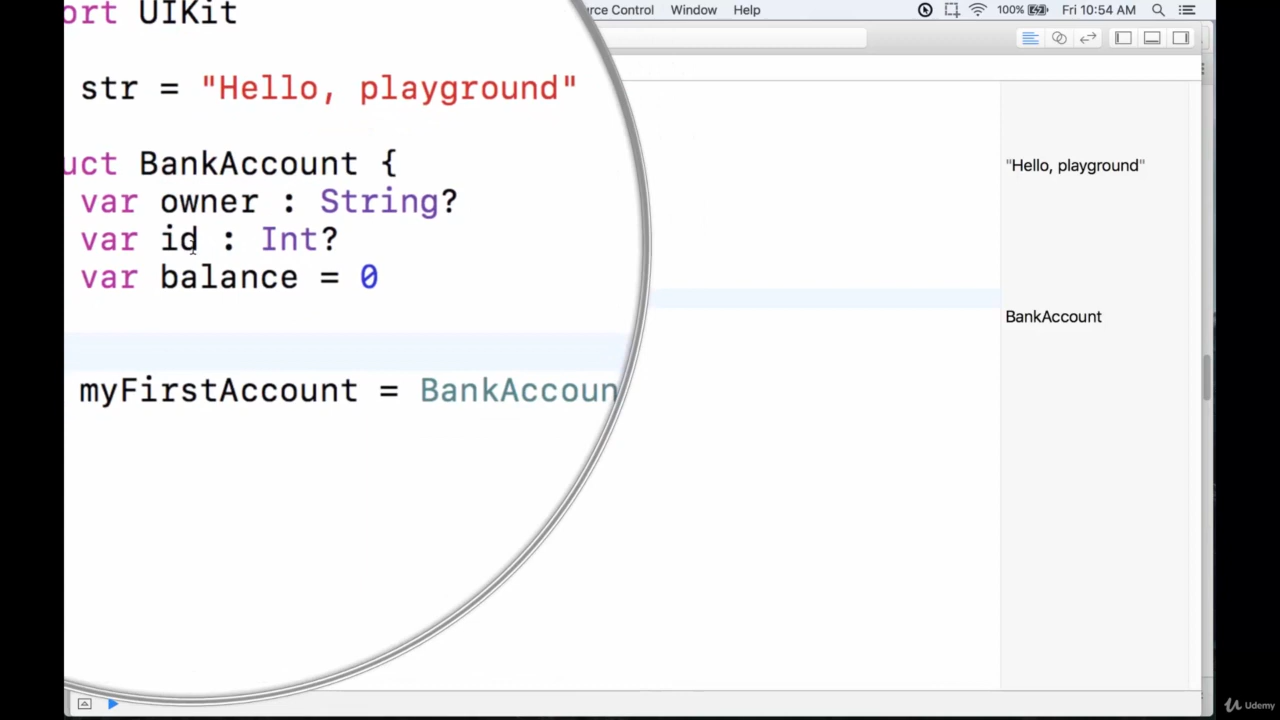 rce Control Window Help 100% Fri 10:54 AM
ort UIKit
str = "Hello, playground"
"Hello, playground"
uct BankAccount {
var owner : String?
var id : Int?
var balance = 0
BankAccount
myFirstAccount = BankAccoun
Udemy